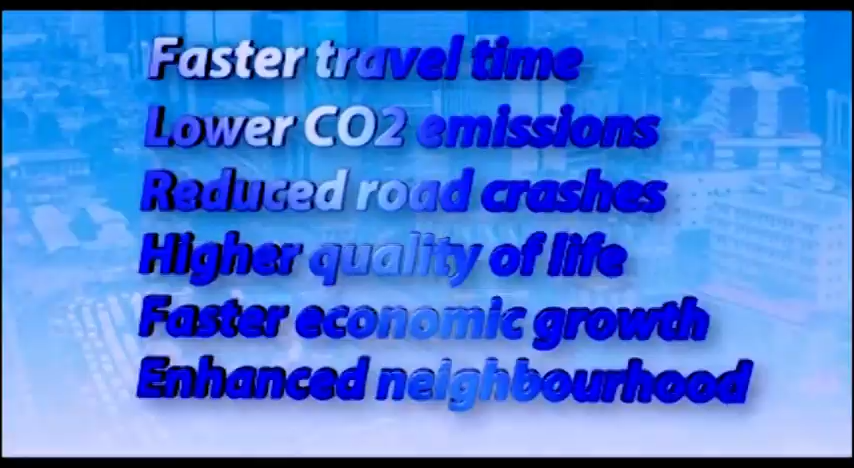 Faster travel time
Lower CO2 emissions
Reduced road crashes
Higher quality of life
Faster economic growth
Enhanced neighbourhood